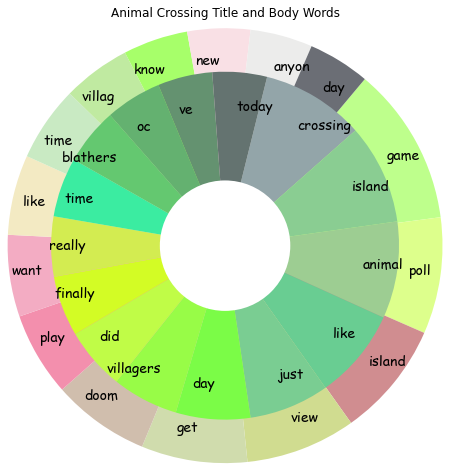 Animal Crossing Title and Body Words
new
anyon
day
know
villag
time
like
want
play
doom
get
view
island
poll
game
today
crossing
ve
oc
blathers
time
really
finally
did
villagers
day
just
like
animal
island